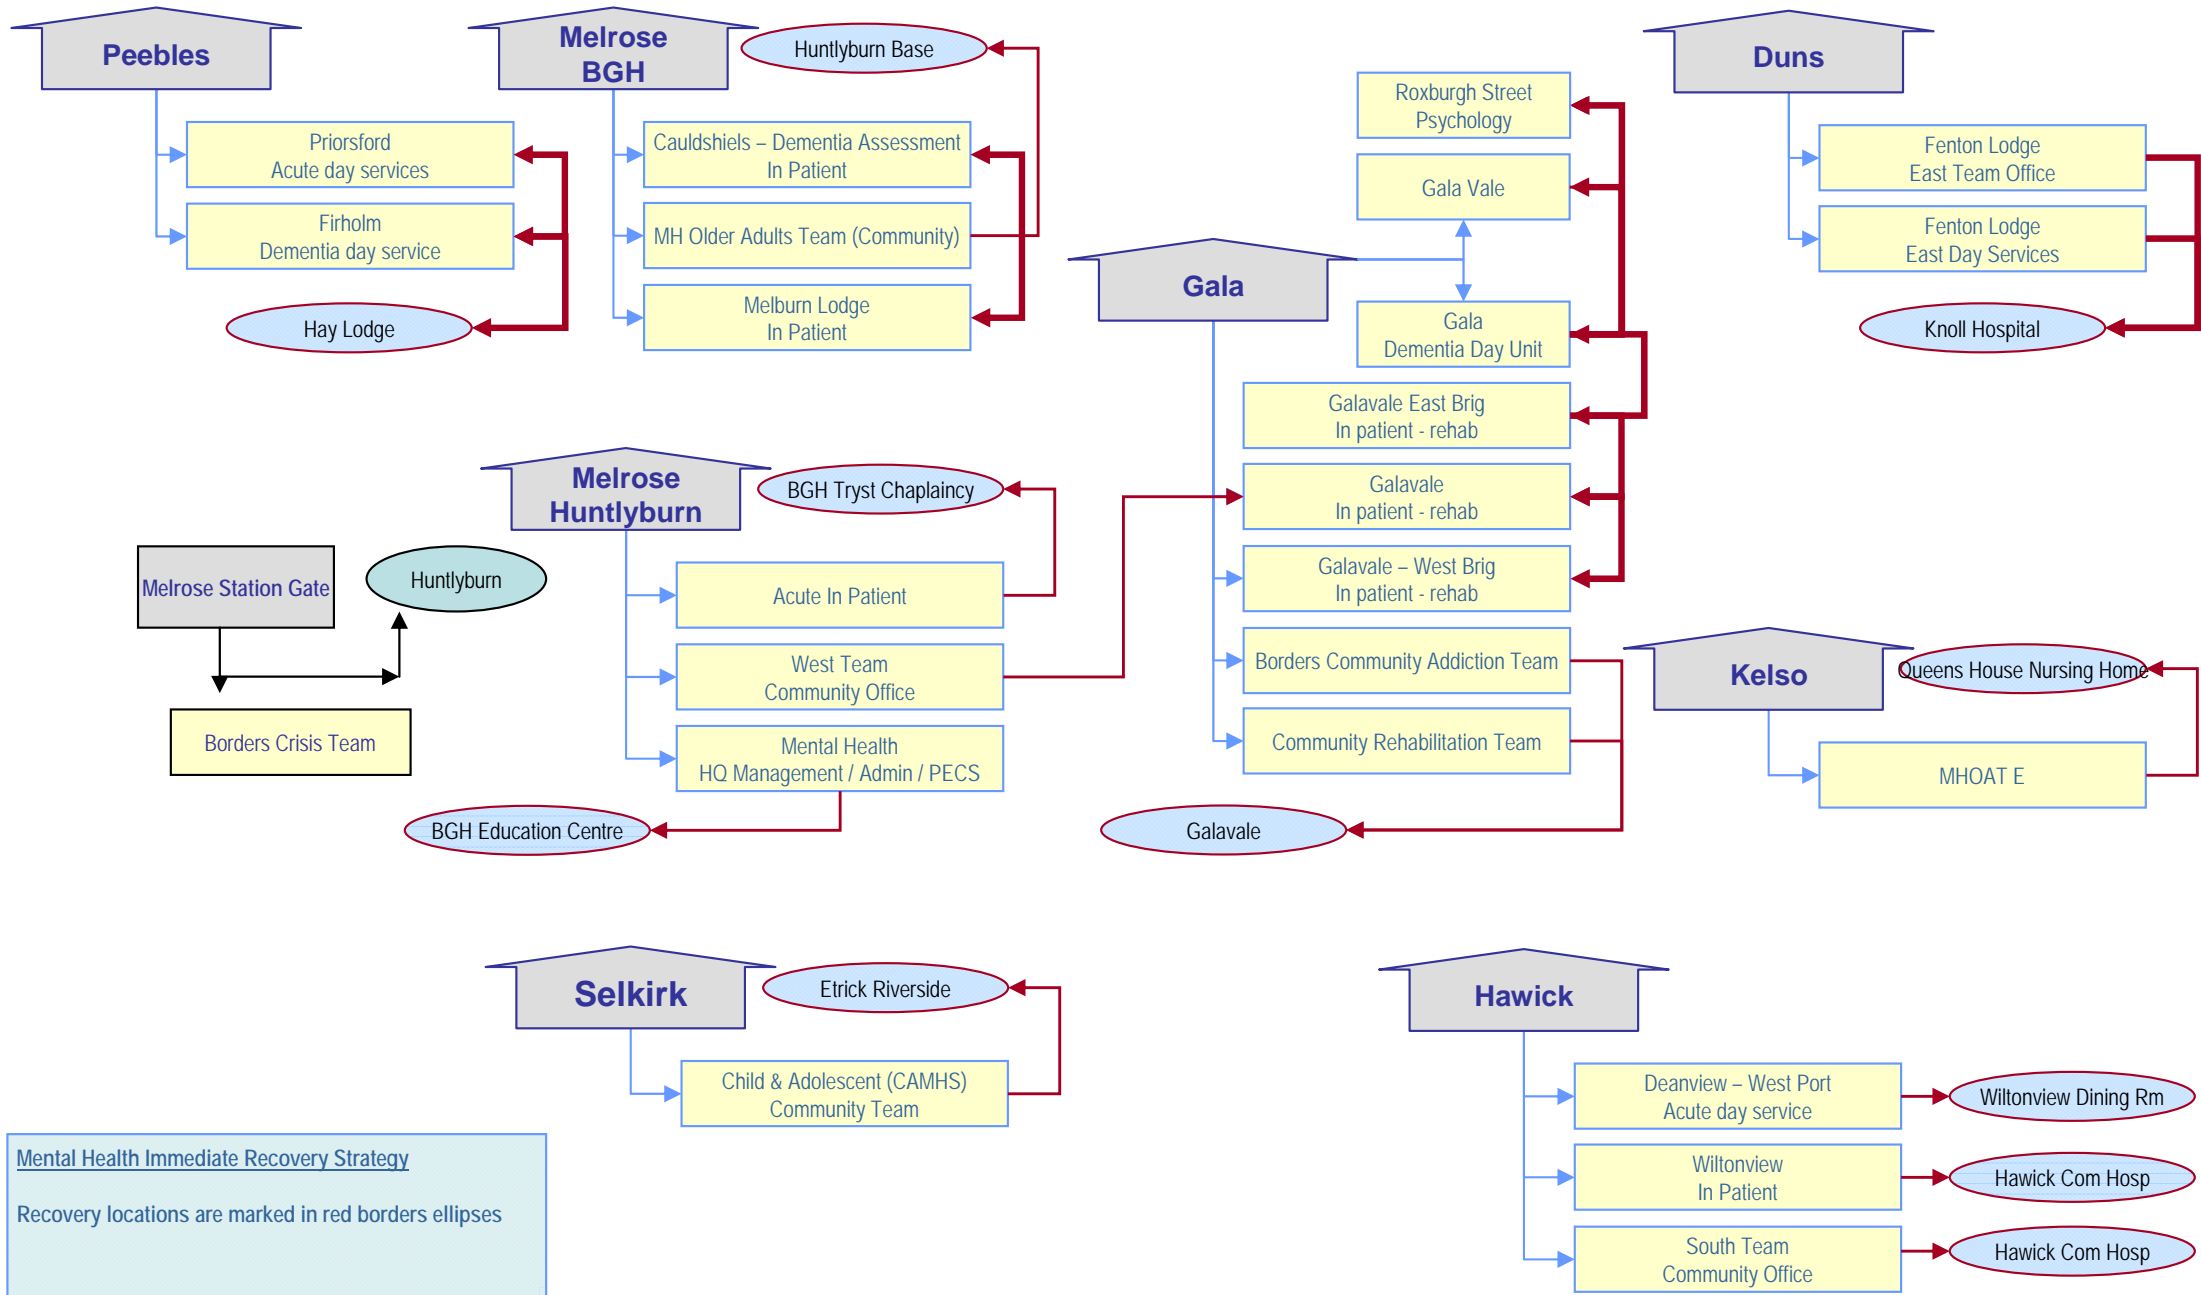 Peebles
Priorsford
Acute day services
Firholm
Dementia day service
Hay Lodge
Melrose
BGH
Huntlyburn Base
Cauldshiels – Dementia Assessment
In Patient
MH Older Adults Team (Community)
Melburn Lodge
In Patient
Gala
Roxburgh Street
Psychology
Gala Vale
Gala
Dementia Day Unit
Galavale East Brig
In patient - rehab
Galavale
In patient - rehab
Galavale – West Brig
In patient - rehab
Borders Community Addiction Team
Community Rehabilitation Team
Galavale
Duns
Fenton Lodge
East Team Office
Fenton Lodge
East Day Services
Knoll Hospital
Melrose
Huntlyburn
BGH Tryst Chaplaincy
Acute In Patient
West Team
Community Office
Mental Health
HQ Management / Admin / PECS
BGH Education Centre
Melrose Station Gate
Huntlyburn
Borders Crisis Team
Kelso
Queens House Nursing Home
MHOAT E
Selkirk
Etrick Riverside
Child & Adolescent (CAMHS)
Community Team
Hawick
Deanview – West Port
Acute day service
Wiltonview Dining Rm
Wiltonview
In Patient
Hawick Com Hosp
South Team
Community Office
Hawick Com Hosp
Mental Health Immediate Recovery Strategy
Recovery locations are marked in red borders ellipses